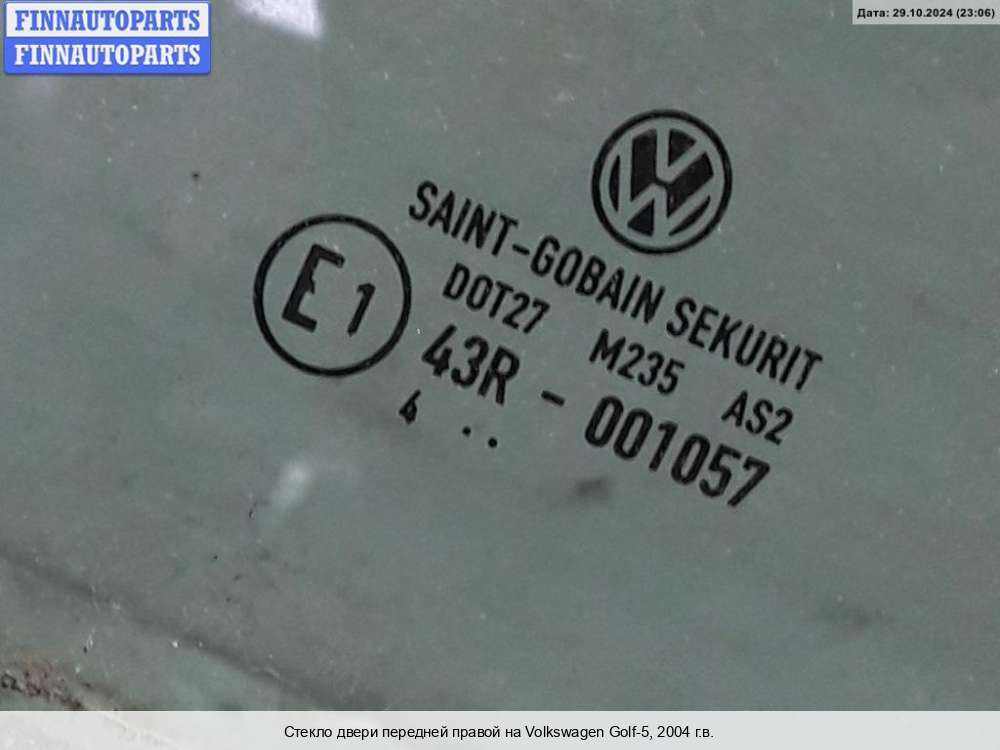 FINNAUTOPARTS
FINNAUTOPARTS
Дата: 29.10.2024 (23:06)
SAINT-GOBAIN SEKURIT
E1
DOT27 M235 AS2
43R - 001057
4 ..
Стекло двери передней правой на Volkswagen Golf-5, 2004 г.в.